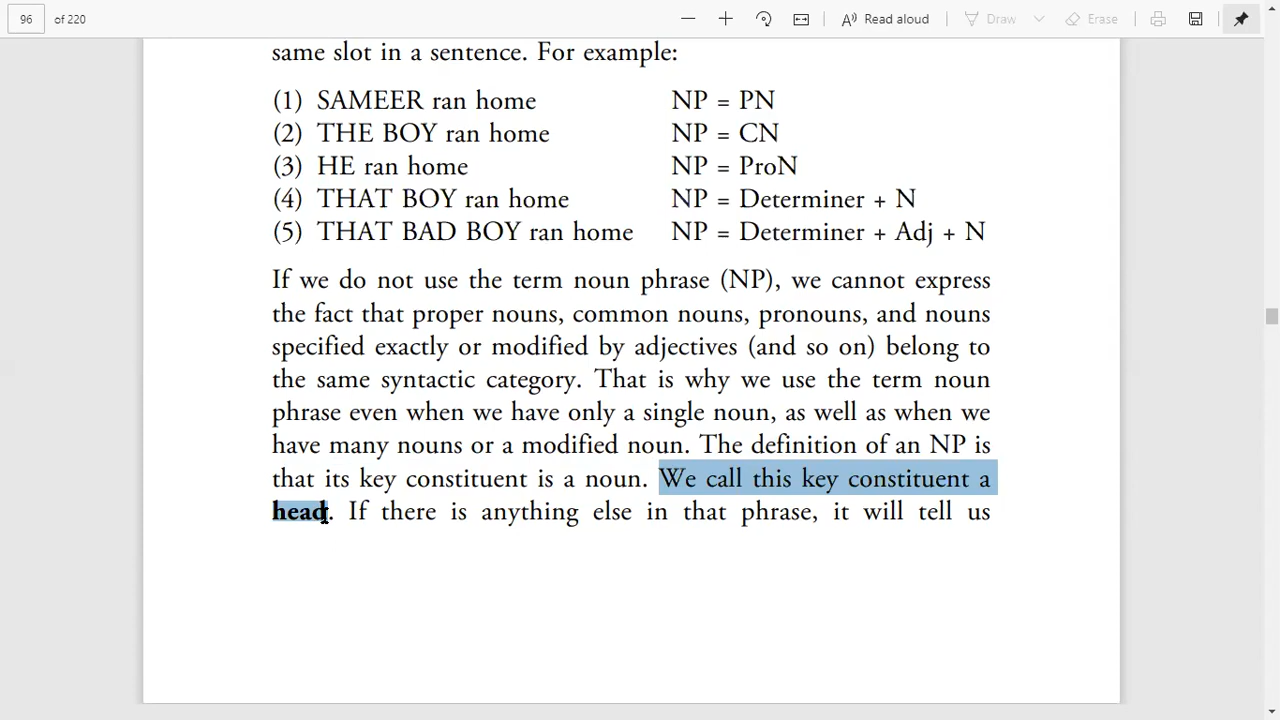 96 of 220 Read aloud Draw Erase
same slot in a sentence. For example:
(1) SAMEER ran home NP = PN
(2) THE BOY ran home NP = CN
(3) HE ran home NP = ProN
(4) THAT BOY ran home NP = Determiner + N
(5) THAT BAD BOY ran home NP = Determiner + Adj + N
If we do not use the term noun phrase (NP), we cannot express
the fact that proper nouns, common nouns, pronouns, and nouns
specified exactly or modified by adjectives (and so on) belong to
the same syntactic category. That is why we use the term noun
phrase even when we have only a single noun, as well as when we
have many nouns or a modified noun. The definition of an NP is
that its key constituent is a noun. We call this key constituent a
head. If there is anything else in that phrase, it will tell us